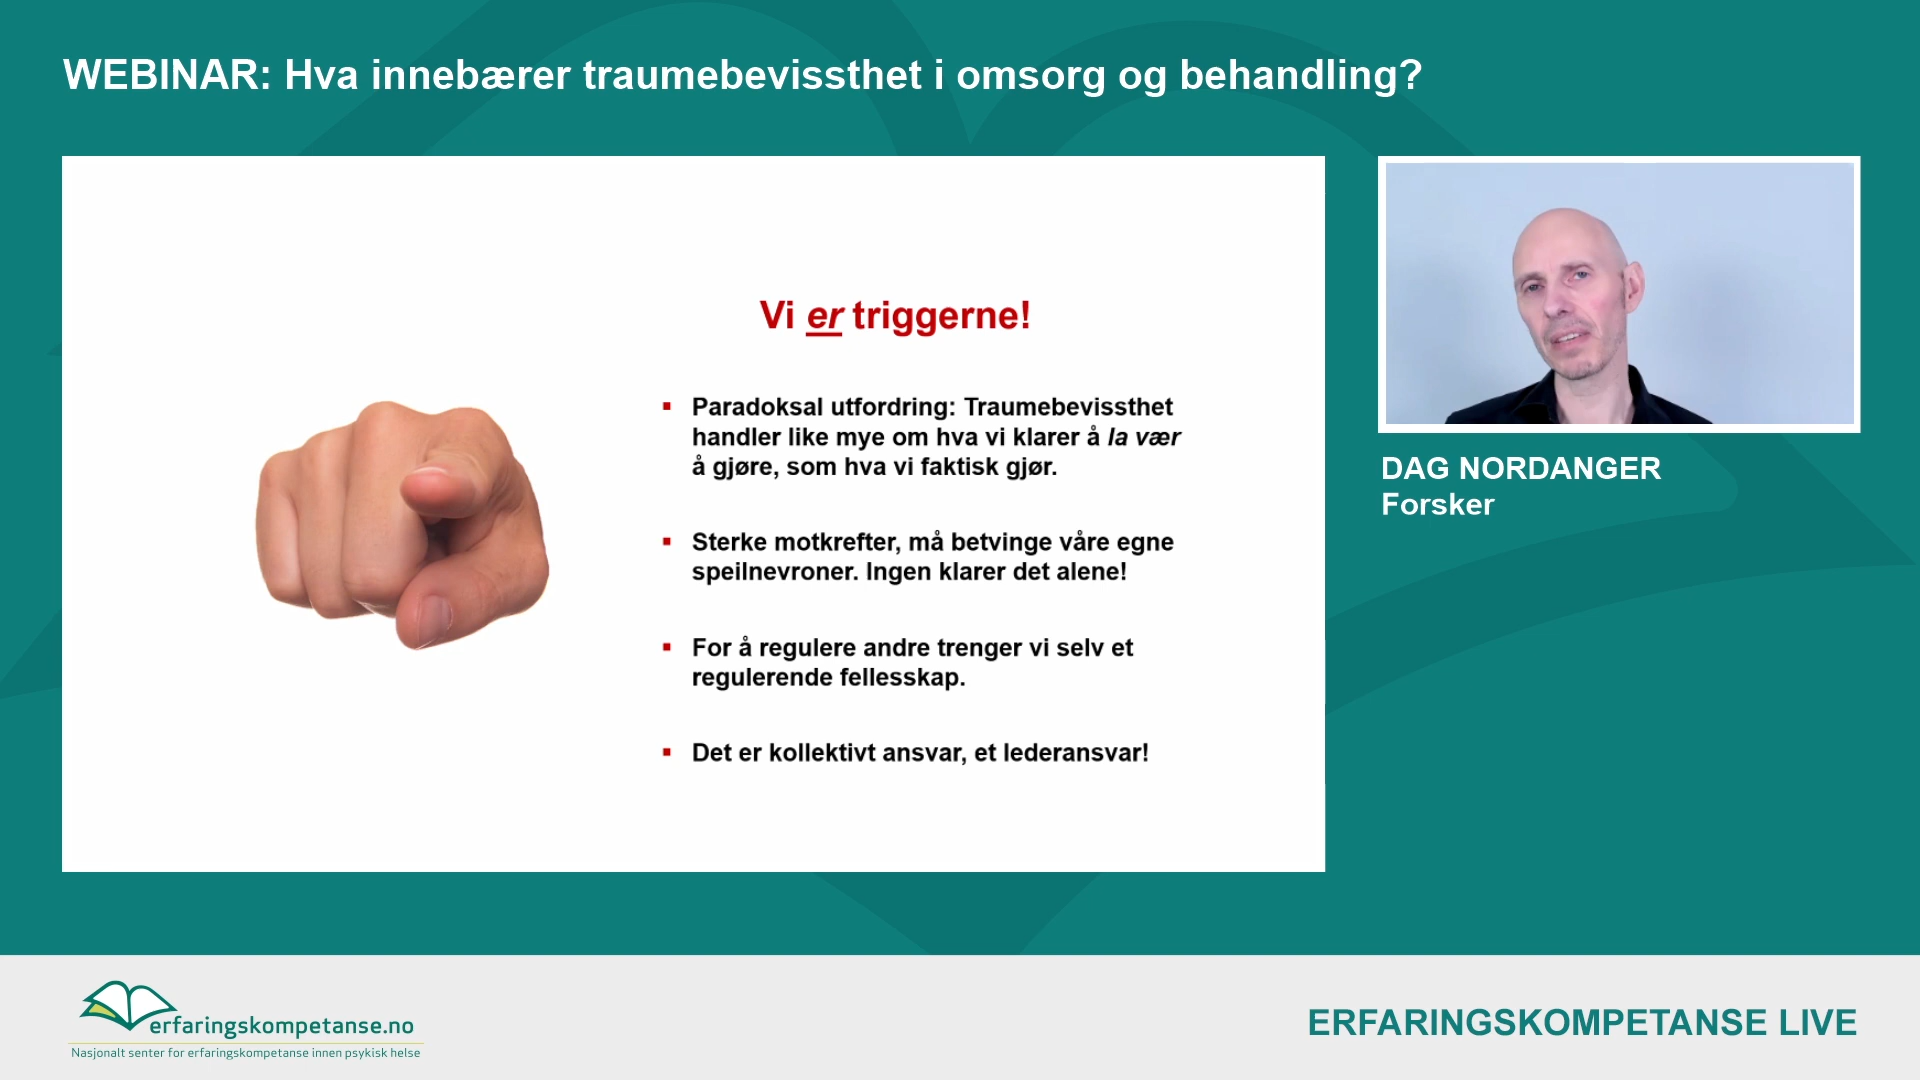 WEBINAR: Hva innebærer traumebevissthet i omsorg og behandling?
Vi er triggerne!
▪ Paradoksal utfordring: Traumebevissthet
handler like mye om hva vi klarer å la vær
å gjøre, som hva vi faktisk gjør.
▪ Sterke motkrefter, må betvinge våre egne
speilnevroner. Ingen klarer det alene!
▪ For å regulere andre trenger vi selv et
regulerende fellesskap.
▪ Det er kollektivt ansvar, et lederansvar!
DAG NORDANGER
Forsker
erfaringskompetanse.no
Nasjonalt senter for erfaringskompetanse innen psykisk helse
ERFARINGSKOMPETANSE LIVE